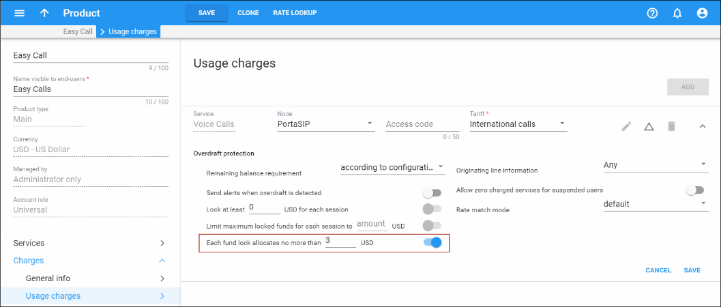 Product
SAVE
CLONE
RATE LOOKUP
Easy Call
Usage charges
Easy Call
9 / 100
Name visible to end-users *
Easy Calls
10 / 100
Product type
Main
Currency
USD - US Dollar
Managed by
Administrator only
Account role
Universal
Services
Charges
General info
Usage charges
Usage charges
ADD
Service
Voice Calls
Node
PortaSIP
Access code
0 / 50
Tariff *
International calls
Overdraft protection
Remaining balance requirement
according to configurati...
Send alerts when overdraft is detected
Lock at least 0 USD for each session
Limit maximum locked funds for each session to amount USD
Each fund lock allocates no more than 3 USD
Originating line information
Any
Allow zero charged services for suspended users
Rate match mode
default
CANCEL
SAVE